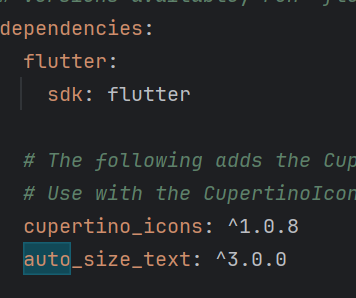 dependencies:
flutter:
sdk: flutter
# The following adds the Cup
# Use with the CupertinoIcon
cupertino_icons: ^1.0.8
auto_size_text: ^3.0.0